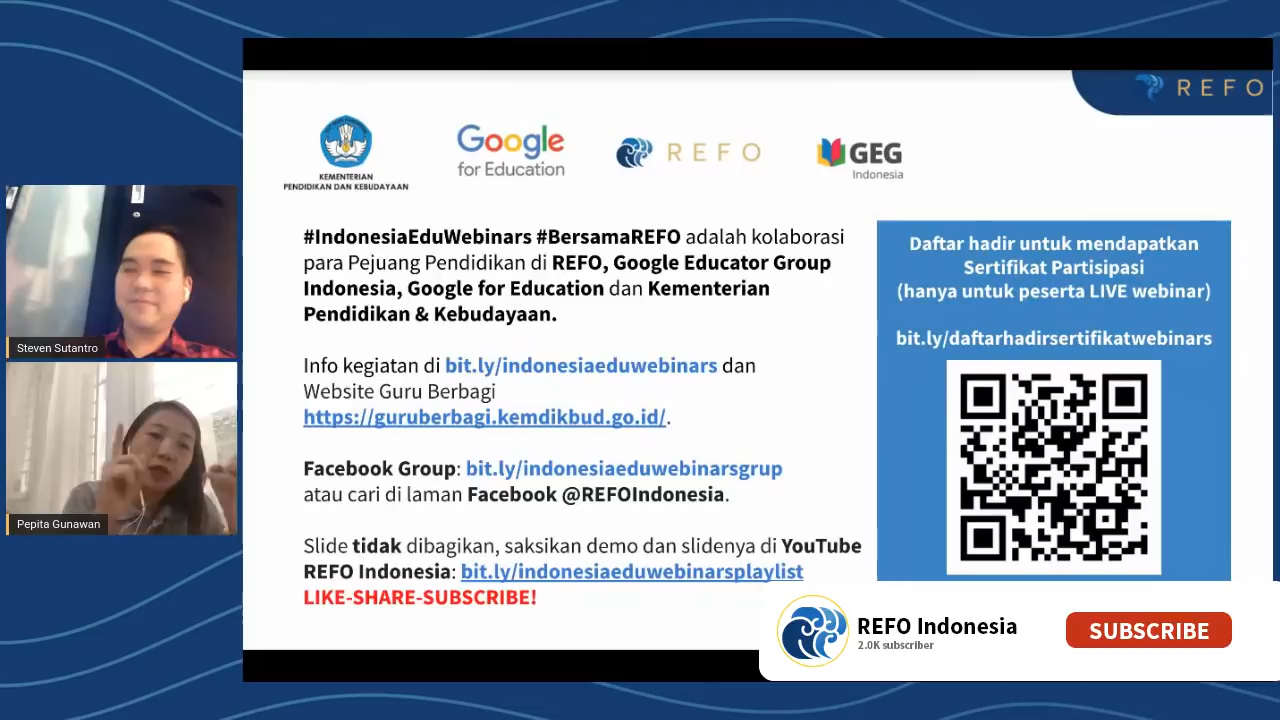 REFO
KEMENTERIAN
PENDIDIKAN DAN KEBUDAYAAN
Google
for Education
REFO
GEG
Indonesia
#IndonesiaEduWebinars #BersamaREFO adalah kolaborasi
para Pejuang Pendidikan di REFO, Google Educator Group
Indonesia, Google for Education dan Kementerian
Pendidikan & Kebudayaan.
Info kegiatan di bit.ly/indonesiaeduwebinars dan
Website Guru Berbagi
https://guruberbagi.kemdikbud.go.id/.
Facebook Group: bit.ly/indonesiaeduwebinarsgrup
atau cari di laman Facebook @REFOIndonesia.
Slide tidak dibagikan, saksikan demo dan slidenya di YouTube
REFO Indonesia: bit.ly/indonesiaeduwebinarsplaylist
LIKE-SHARE-SUBSCRIBE!
Daftar hadir untuk mendapatkan
Sertifikat Partisipasi
(hanya untuk peserta LIVE webinar)
bit.ly/daftarhadirsertifikatwebinars
Steven Sutantro
Pepita Gunawan
REFO Indonesia
2.0K subscriber
SUBSCRIBE